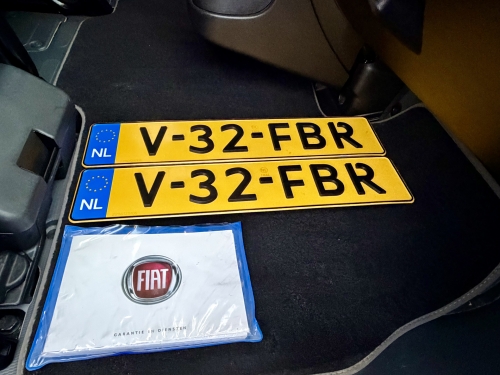 NL V-32-FBR
NL V-32-FBR
FIAT
GARANTIE EN DIENSTEN